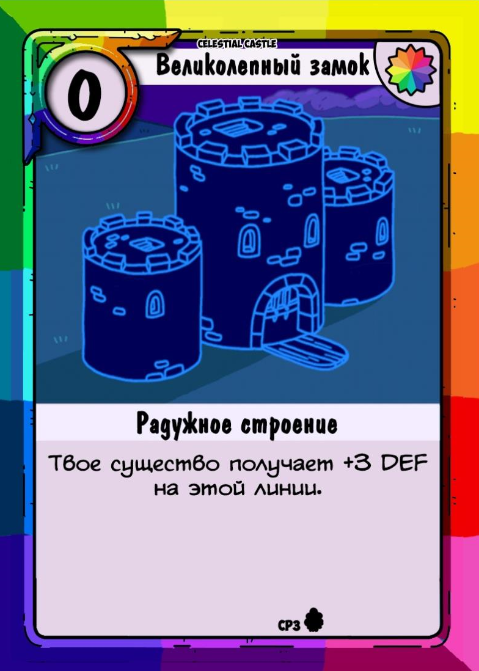 CELESTIAL CASTLE
Великолепный замок
0
Радужное строение
Твое существо получает +3 DEF
на этой линии.
CP3